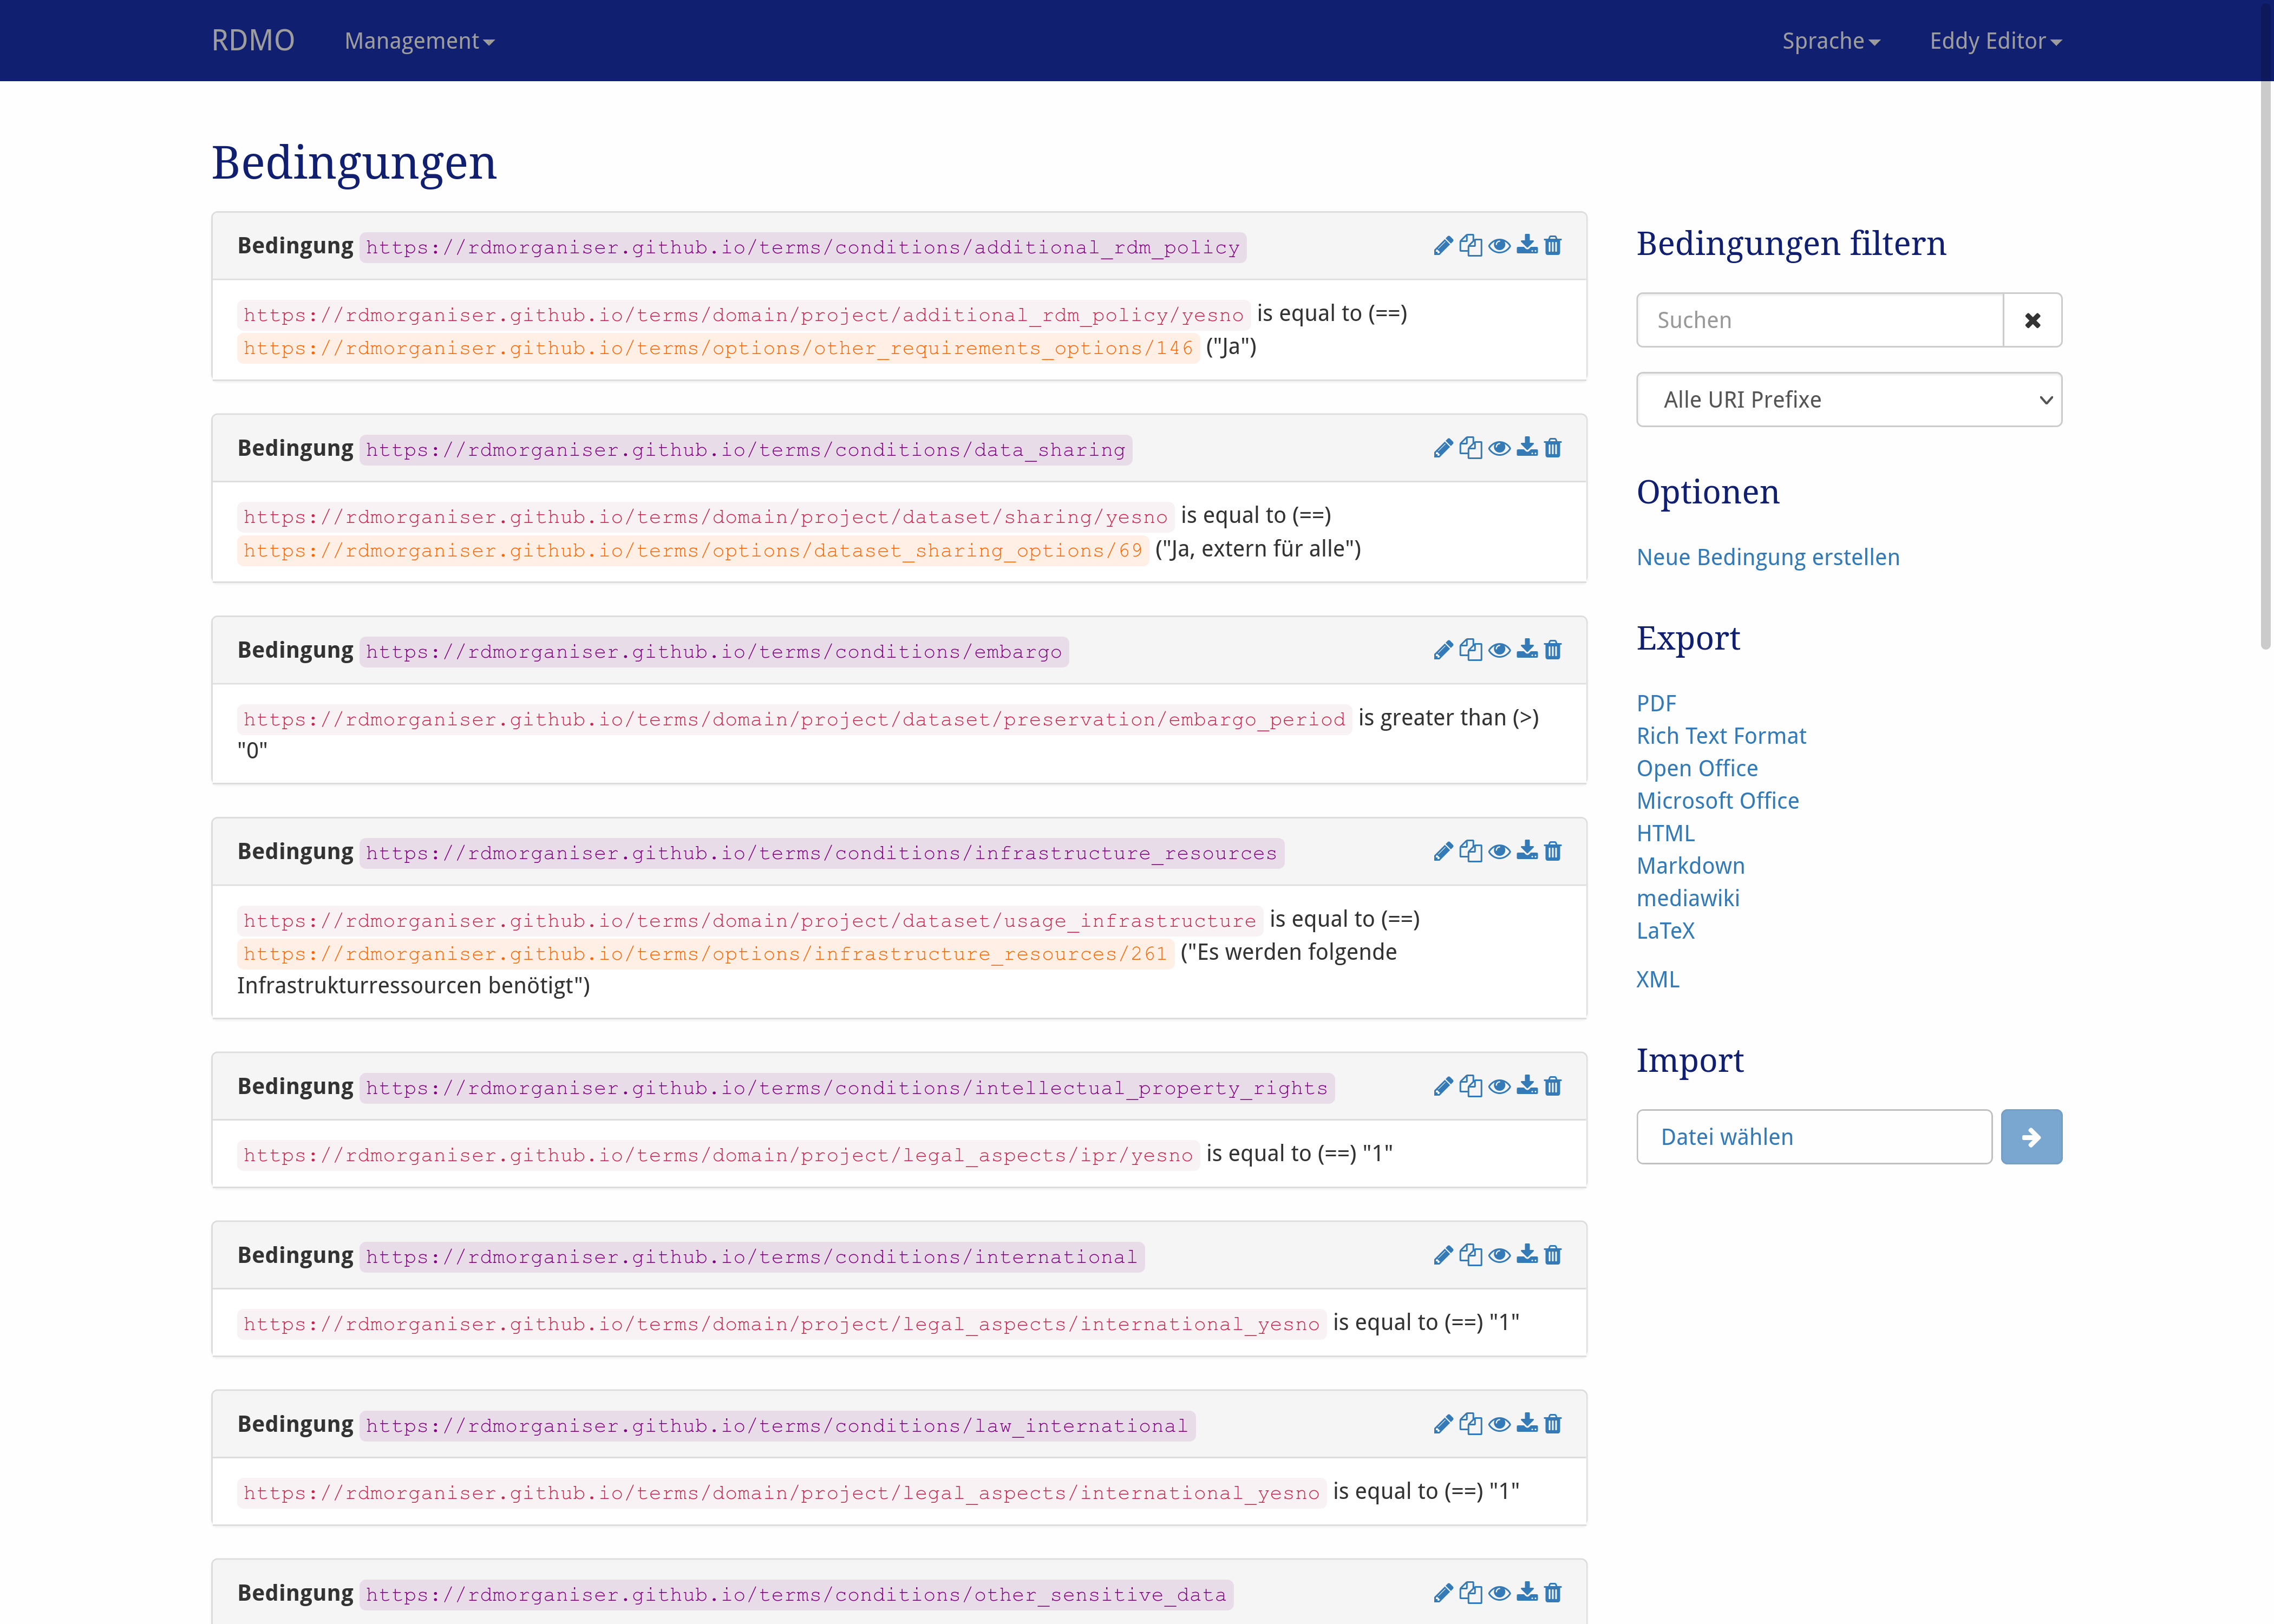 RDMO Management Sprache Eddy Editor
Bedingungen
Bedingung https://rdmorganiser.github.io/terms/conditions/additional_rdm_policy
https://rdmorganiser.github.io/terms/domain/project/additional_rdm_policy/yesno is equal to (==)
https://rdmorganiser.github.io/terms/options/other_requirements_options/146 ("Ja")
Bedingung https://rdmorganiser.github.io/terms/conditions/data_sharing
https://rdmorganiser.github.io/terms/domain/project/dataset/sharing/yesno is equal to (==)
https://rdmorganiser.github.io/terms/options/dataset_sharing_options/69 ("Ja, extern für alle")
Bedingung https://rdmorganiser.github.io/terms/conditions/embargo
https://rdmorganiser.github.io/terms/domain/project/dataset/preservation/embargo_period is greater than (>)
"0"
Bedingung https://rdmorganiser.github.io/terms/conditions/infrastructure_resources
https://rdmorganiser.github.io/terms/domain/project/dataset/usage_infrastructure is equal to (==)
https://rdmorganiser.github.io/terms/options/infrastructure_resources/261 ("Es werden folgende
Infrastrukturressourcen benötigt")
Bedingung https://rdmorganiser.github.io/terms/conditions/intellectual_property_rights
https://rdmorganiser.github.io/terms/domain/project/legal_aspects/ipr/yesno is equal to (==) "1"
Bedingung https://rdmorganiser.github.io/terms/conditions/international
https://rdmorganiser.github.io/terms/domain/project/legal_aspects/international_yesno is equal to (==) "1"
Bedingung https://rdmorganiser.github.io/terms/conditions/law_international
https://rdmorganiser.github.io/terms/domain/project/legal_aspects/international_yesno is equal to (==) "1"
Bedingung https://rdmorganiser.github.io/terms/conditions/other_sensitive_data
Bedingungen filtern
Suchen
Alle URI Prefixe
Optionen
Neue Bedingung erstellen
Export
PDF
Rich Text Format
Open Office
Microsoft Office
HTML
Markdown
mediawiki
LaTeX
XML
Import
Datei wählen